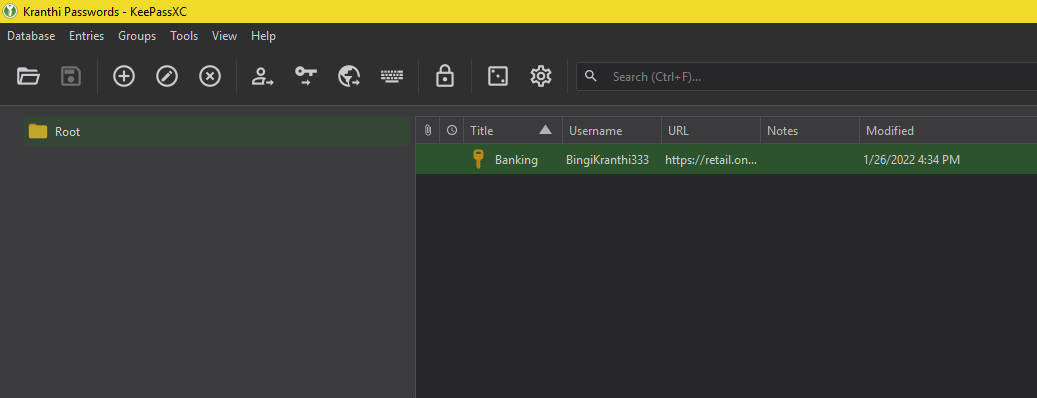 Kranthi Passwords - KeePassXC
Database Entries Groups Tools View Help
Search (Ctrl+F)...
Root
Title Username URL Notes Modified
Banking BingiKranthi333 https://retail.on... 1/26/2022 4:34 PM